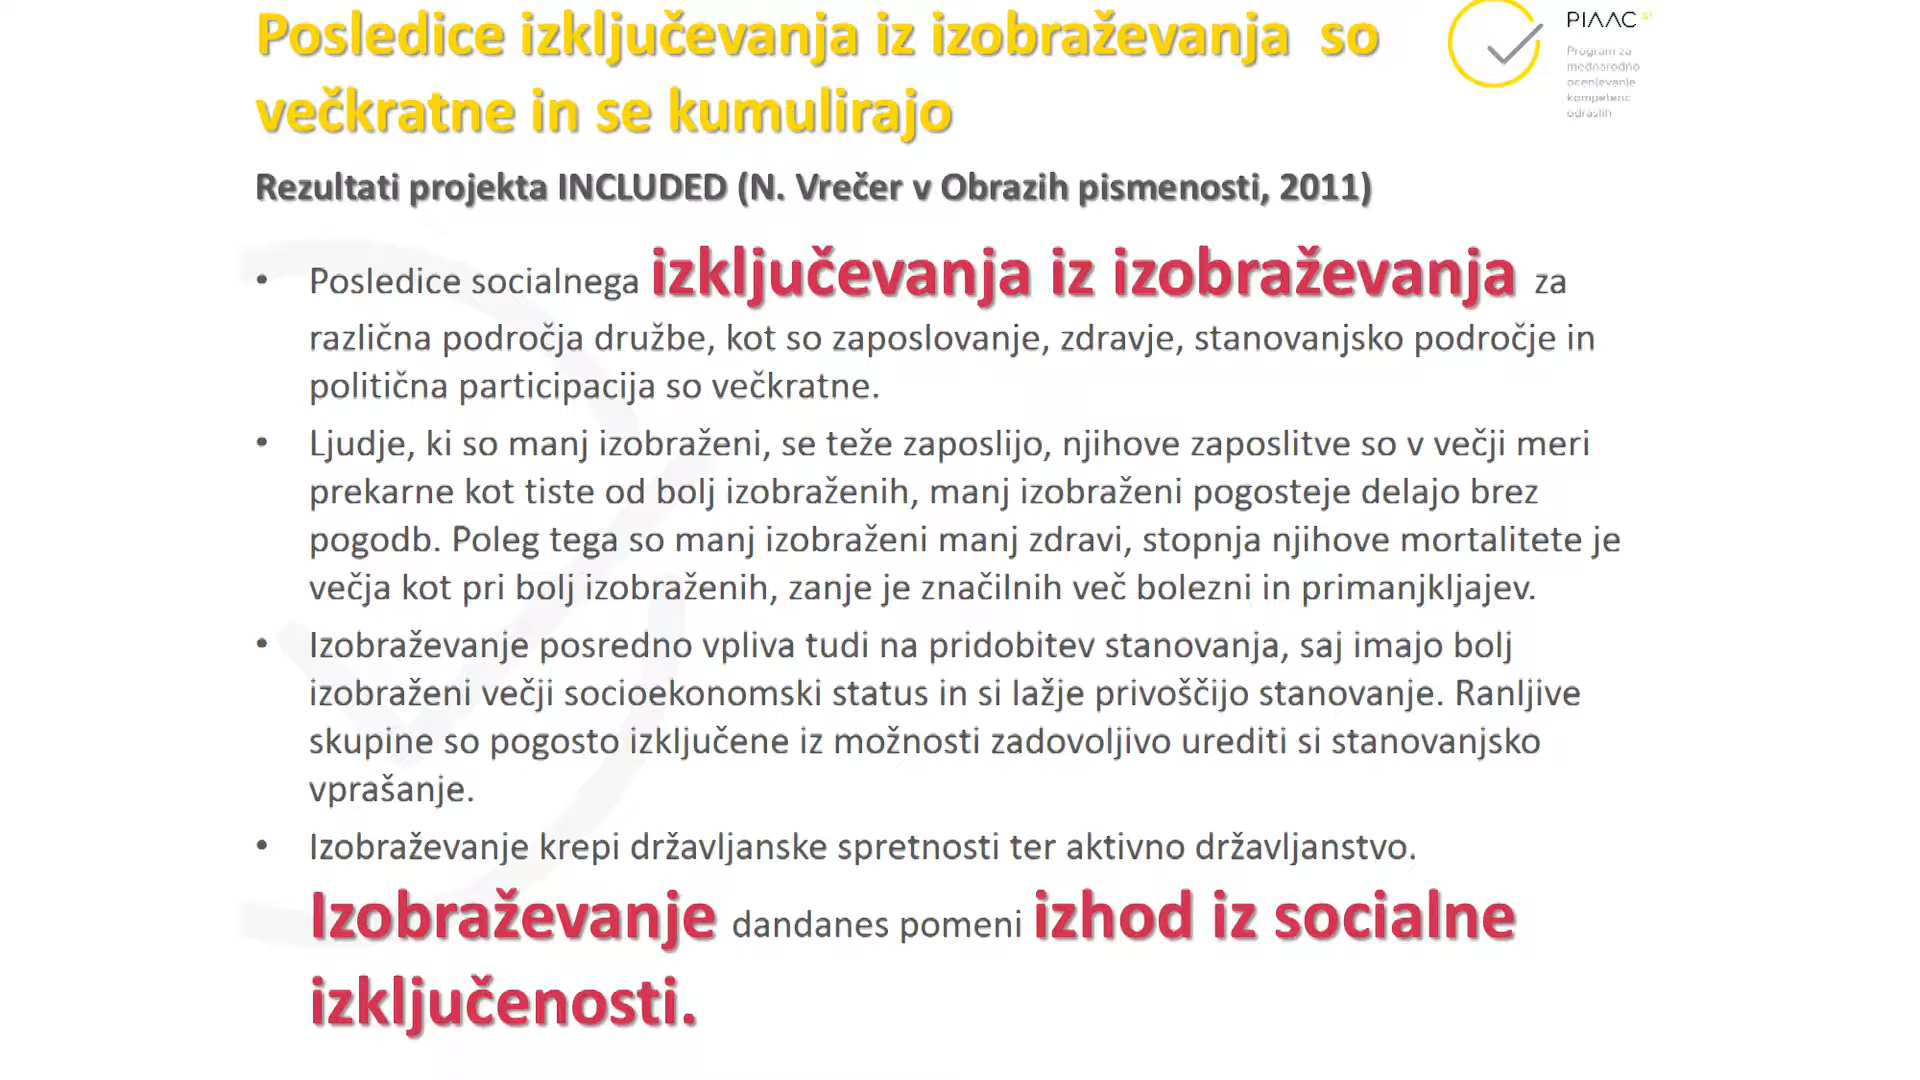 Posledice izključevanja iz izobraževanja so
večkratne in se kumulirajo
PIAAC SI
Program za
mednarodno
ocenjevanje
kompetenc
odraslih
Rezultati projekta INCLUDED (N. Vrečer v Obrazih pismenosti, 2011)
• Posledice socialnega izključevanja iz izobraževanja za
različna področja družbe, kot so zaposlovanje, zdravje, stanovanjsko področje in
politična participacija so večkratne.
• Ljudje, ki so manj izobraženi, se teže zaposlijo, njihove zaposlitve so v večji meri
prekarne kot tiste od bolj izobraženih, manj izobraženi pogosteje delajo brez
pogodb. Poleg tega so manj izobraženi manj zdravi, stopnja njihove mortalitete je
večja kot pri bolj izobraženih, zanje je značilnih več bolezni in primanjkljajev.
• Izobraževanje posredno vpliva tudi na pridobitev stanovanja, saj imajo bolj
izobraženi večji socioekonomski status in si lažje privoščijo stanovanje. Ranljive
skupine so pogosto izključene iz možnosti zadovoljivo urediti si stanovanjsko
vprašanje.
• Izobraževanje krepi državljanske spretnosti ter aktivno državljanstvo.
Izobraževanje dandanes pomeni izhod iz socialne
izključenosti.